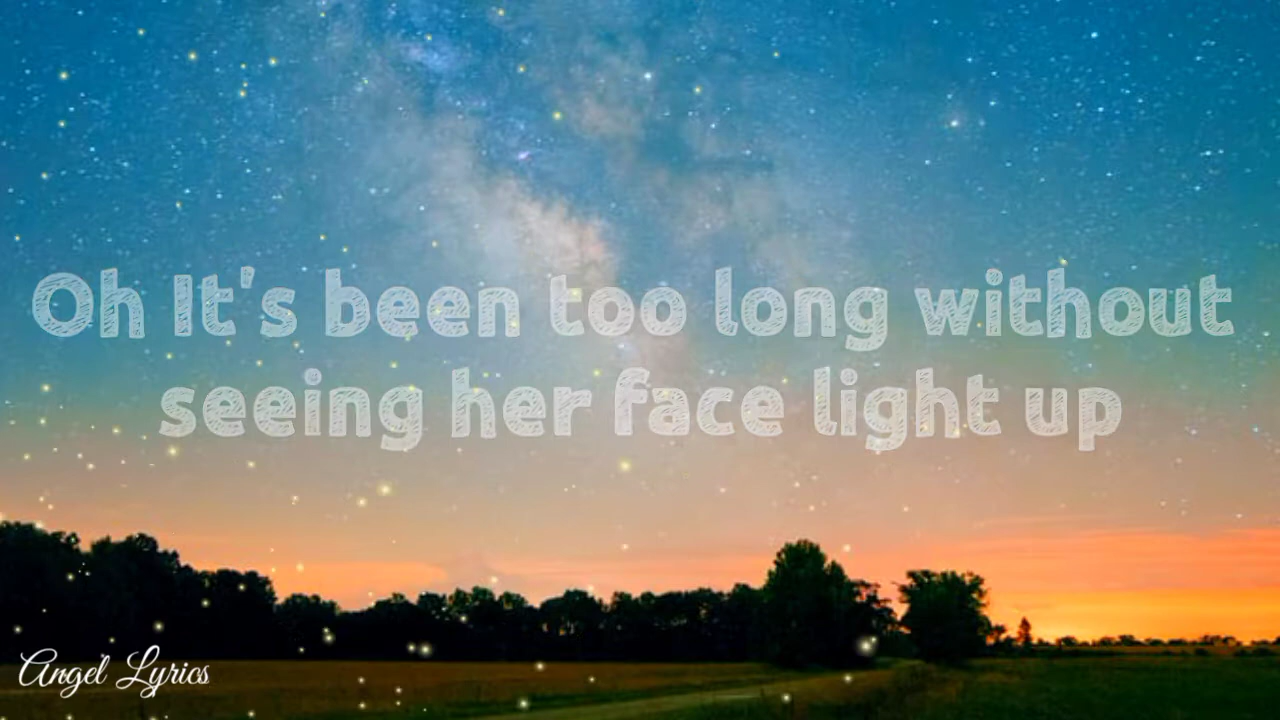 Oh It's been too long without
seeing her face light up
Angel Lyrics